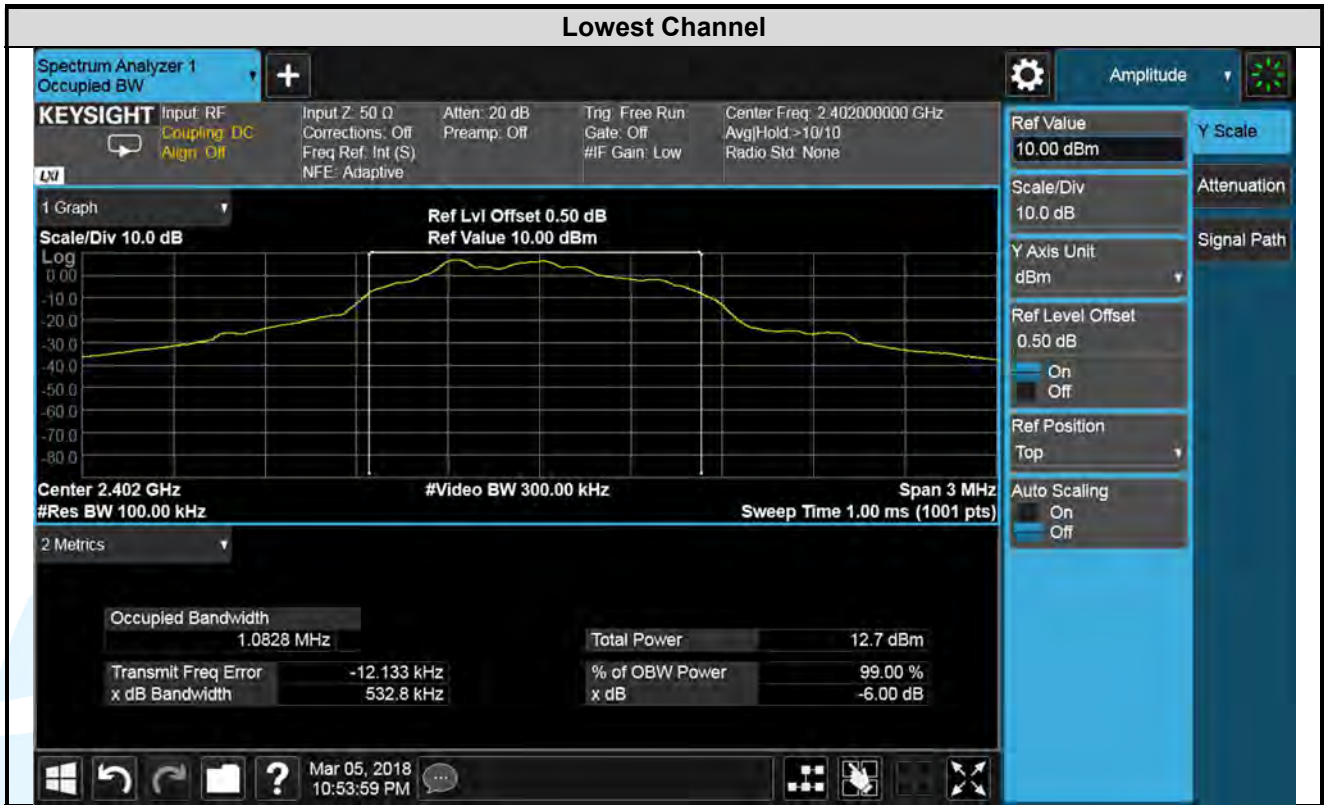 Lowest Channel
Spectrum Analyzer 1
Occupied BW
+
Amplitude
KEYSIGHT
Input: RF
Coupling: DC
Align: Off
Input Z: 50 Ω
Corrections: Off
Freq Ref: Int (S)
NFE: Adaptive
Atten: 20 dB
Preamp: Off
Trig: Free Run
Gate: Off
#IF Gain: Low
Center Freq: 2.402000000 GHz
Avg|Hold:>10/10
Radio Std: None
LXI
1 Graph
Scale/Div 10.0 dB
Ref Lvl Offset 0.50 dB
Ref Value 10.00 dBm
Log
0.00
-10.0
-20.0
-30.0
-40.0
-50.0
-60.0
-70.0
-80.0
Center 2.402 GHz
#Res BW 100.00 kHz
#Video BW 300.00 kHz
Span 3 MHz
Sweep Time 1.00 ms (1001 pts)
2 Metrics
Occupied Bandwidth
1.0828 MHz
Transmit Freq Error -12.133 kHz
x dB Bandwidth 532.8 kHz
Total Power 12.7 dBm
% of OBW Power 99.00 %
x dB -6.00 dB
Ref Value
10.00 dBm
Scale/Div
10.0 dB
Y Axis Unit
dBm
Ref Level Offset
0.50 dB
On
Off
Ref Position
Top
Auto Scaling
On
Off
Y Scale
Attenuation
Signal Path
?
Mar 05, 2018
10:53:59 PM